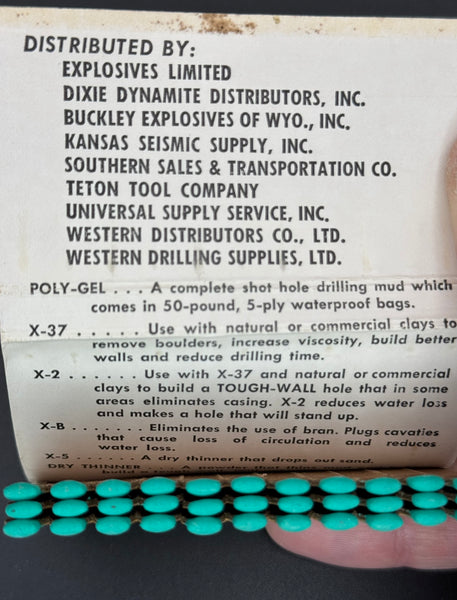 DISTRIBUTED BY:
EXPLOSIVES LIMITED
DIXIE DYNAMITE DISTRIBUTORS, INC.
BUCKLEY EXPLOSIVES OF WYO., INC.
KANSAS SEISMIC SUPPLY, INC.
SOUTHERN SALES & TRANSPORTATION CO.
TETON TOOL COMPANY
UNIVERSAL SUPPLY SERVICE, INC.
WESTERN DISTRIBUTORS CO., LTD.
WESTERN DRILLING SUPPLIES, LTD.
POLY-GEL . . . A complete shot hole drilling mud which
comes in 50-pound, 5-ply waterproof bags.
X-37 . . . . . . Use with natural or commercial clays to
remove boulders, increase viscosity, build better
walls and reduce drilling time.
X-2 . . . . . . . Use with X-37 and natural or commercial
clays to build a TOUGH-WALL hole that in some
areas eliminates casing. X-2 reduces water loss
and makes a hole that will stand up.
X-B . . . . . . . Eliminates the use of bran. Plugs cavaties
that cause loss of circulation and reduces
water loss.
X-5 . . . . . . . A dry thinner that drops out sand.
DRY THINNER . . . A powder that thins